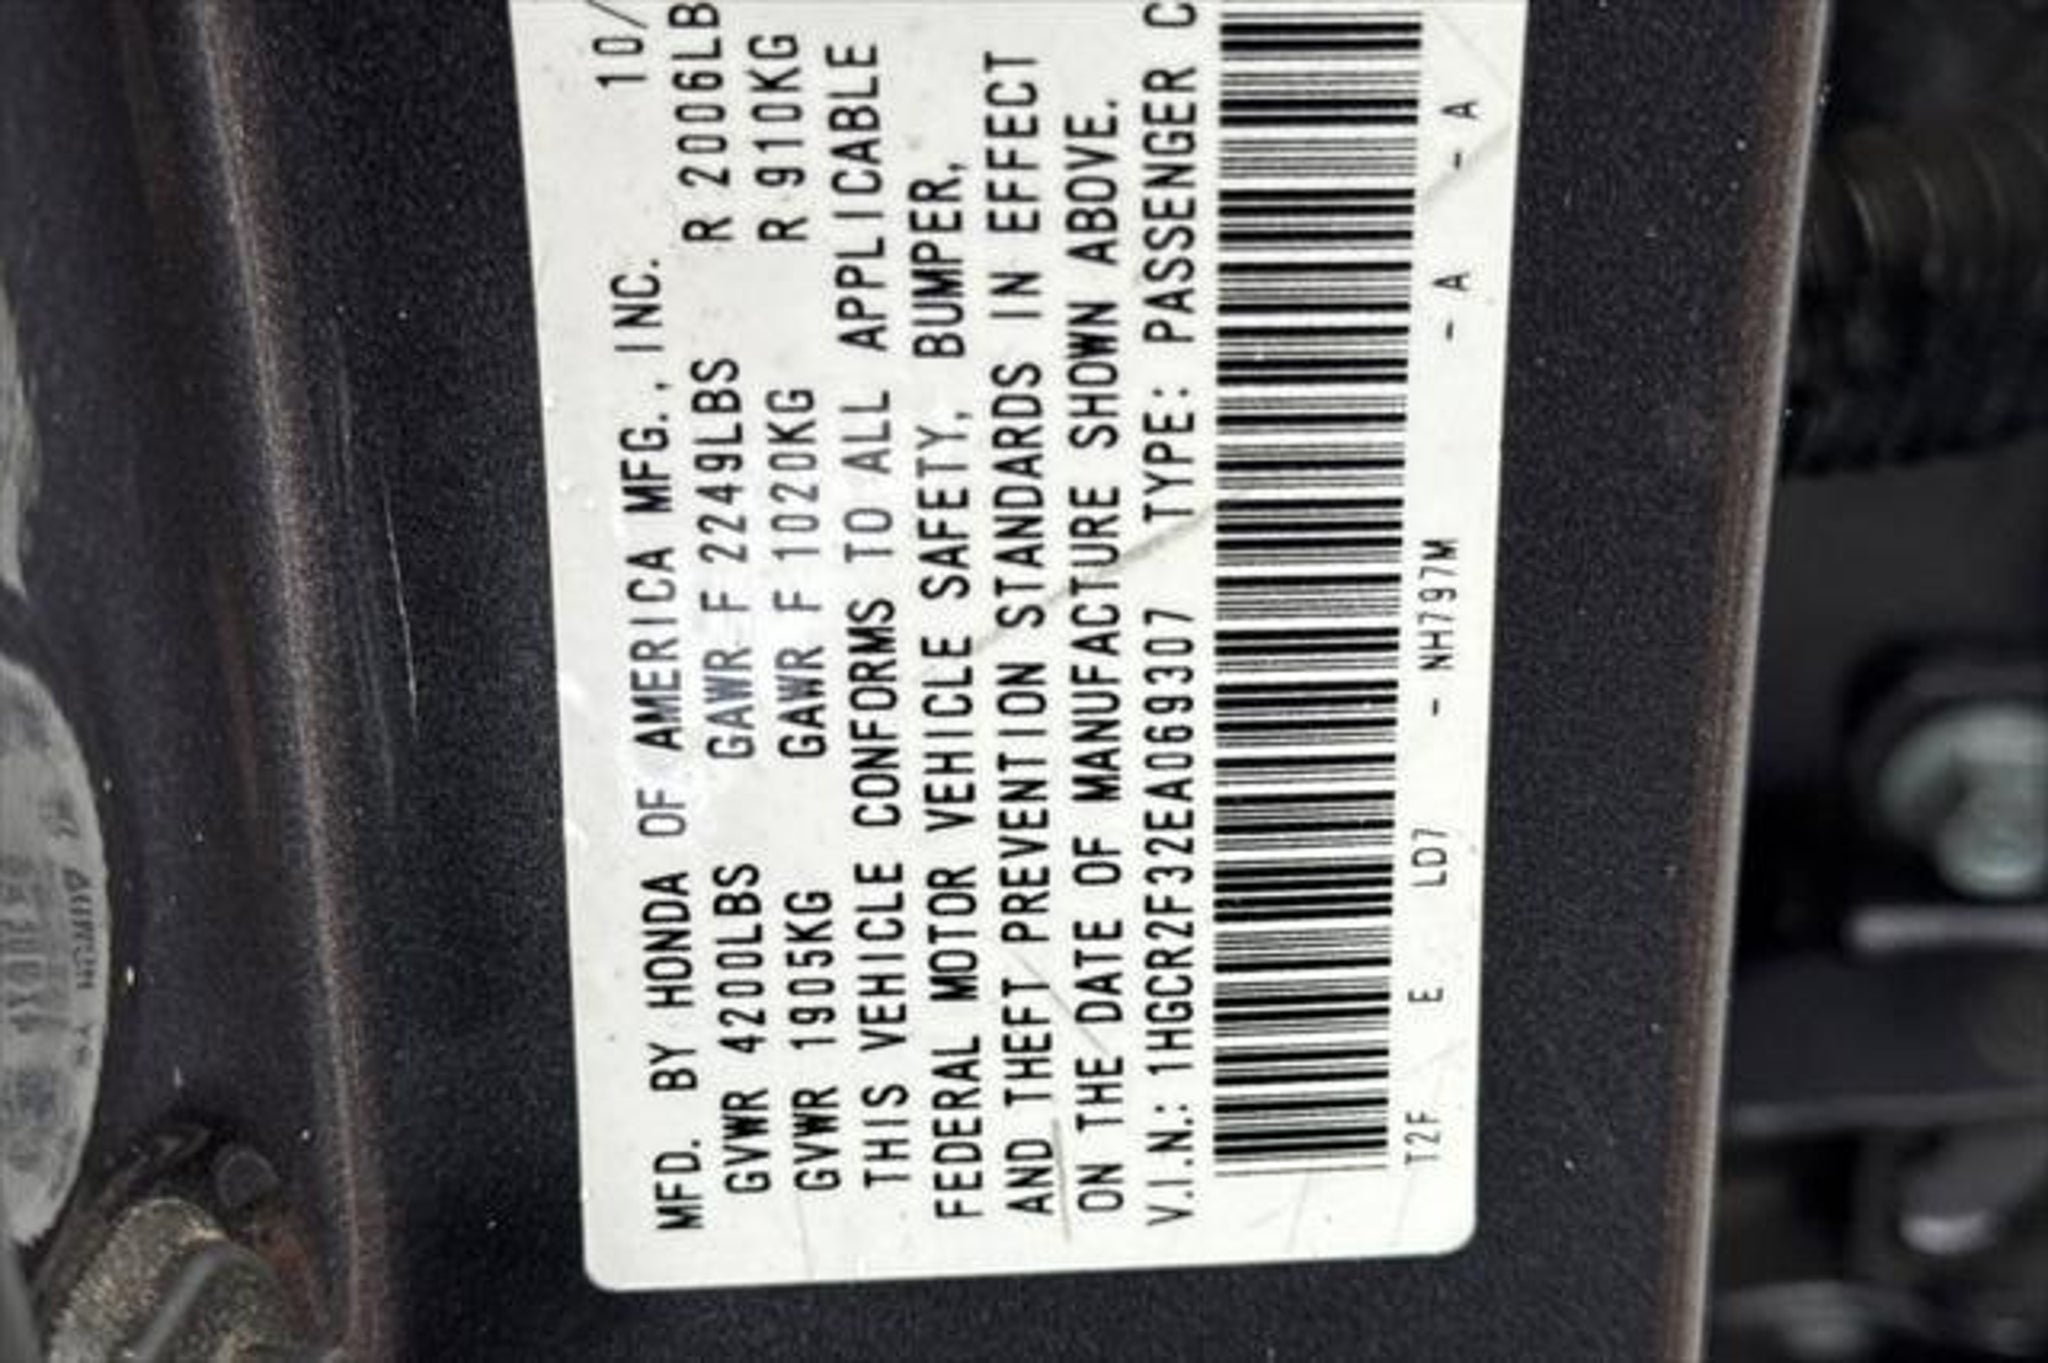 MFD. BY HONDA OF AMERICA MFG., INC. 10/
GVWR 4200LBS GAWR F 2249LBS R 2006LB
GVWR 1905KG GAWR F 1020KG R 910KG
THIS VEHICLE CONFORMS TO ALL APPLICABLE
FEDERAL MOTOR VEHICLE SAFETY, BUMPER,
AND THEFT PREVENTION STANDARDS IN EFFECT
ON THE DATE OF MANUFACTURE SHOWN ABOVE.
V.I.N.: 1HGCR2F32EA069307 TYPE: PASSENGER C
T2F E LD7 - NH797M - A - A